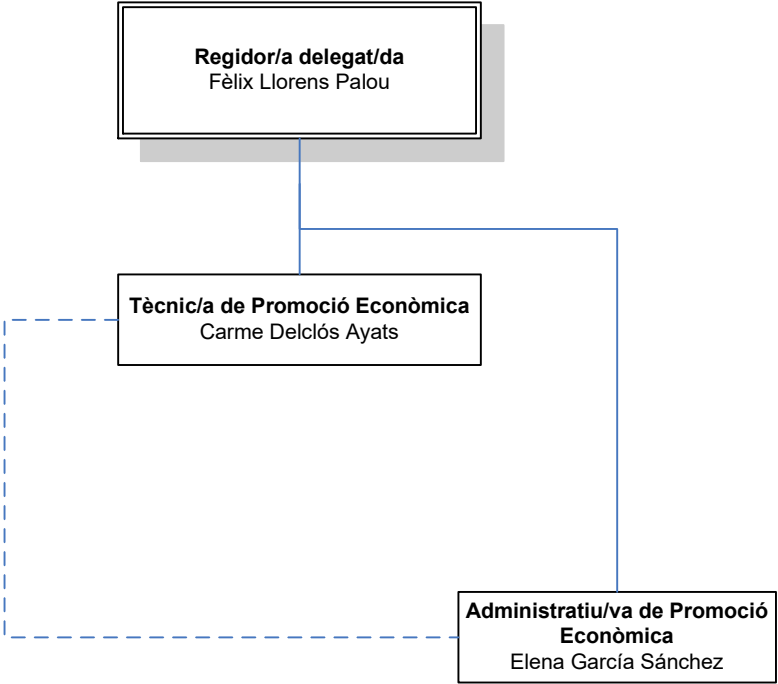 Regidor/a delegat/da
Fèlix Llorens Palou
Tècnic/a de Promoció Econòmica
Carme Delclós Ayats
Administratiu/va de Promoció
Econòmica
Elena García Sánchez